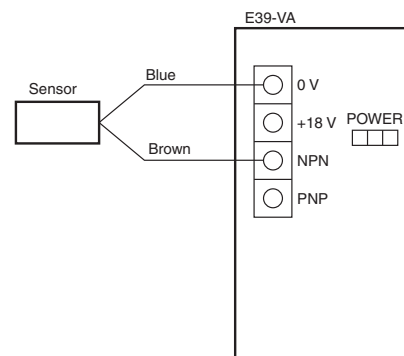 E39-VA
Blue
Sensor
0 V
+18 V
POWER
Brown
NPN
PNP